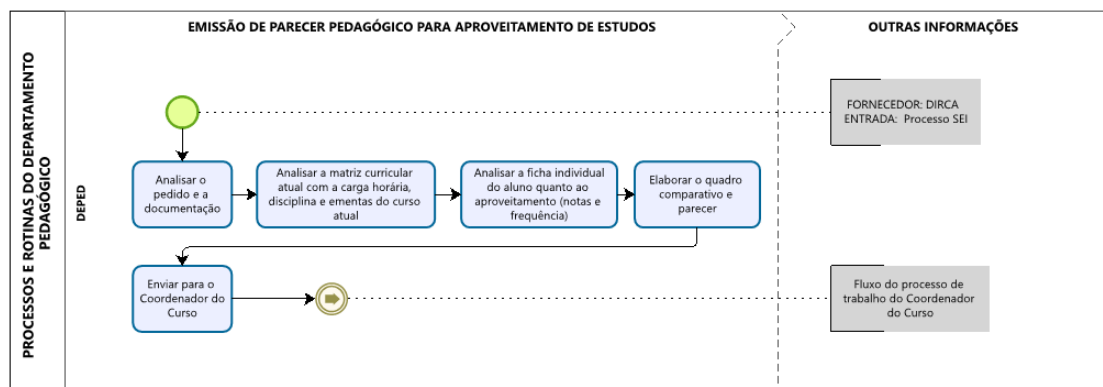 PROCESSOS E ROTINAS DO DEPARTAMENTO
PEDAGÓGICO
DEPED
EMISSÃO DE PARECER PEDAGÓGICO PARA APROVEITAMENTO DE ESTUDOS
OUTRAS INFORMAÇÕES
FORNECEDOR: DIRCA
ENTRADA: Processo SEI
Analisar o
pedido e a
documentação
Analisar a matriz curricular
atual com a carga horária,
disciplina e ementas do curso
atual
Analisar a ficha individual
do aluno quanto ao
aproveitamento (notas e
frequência)
Elaborar o quadro
comparativo e
parecer
Enviar para o
Coordenador do
Curso
Fluxo do processo de
trabalho do Coordenador
do Curso